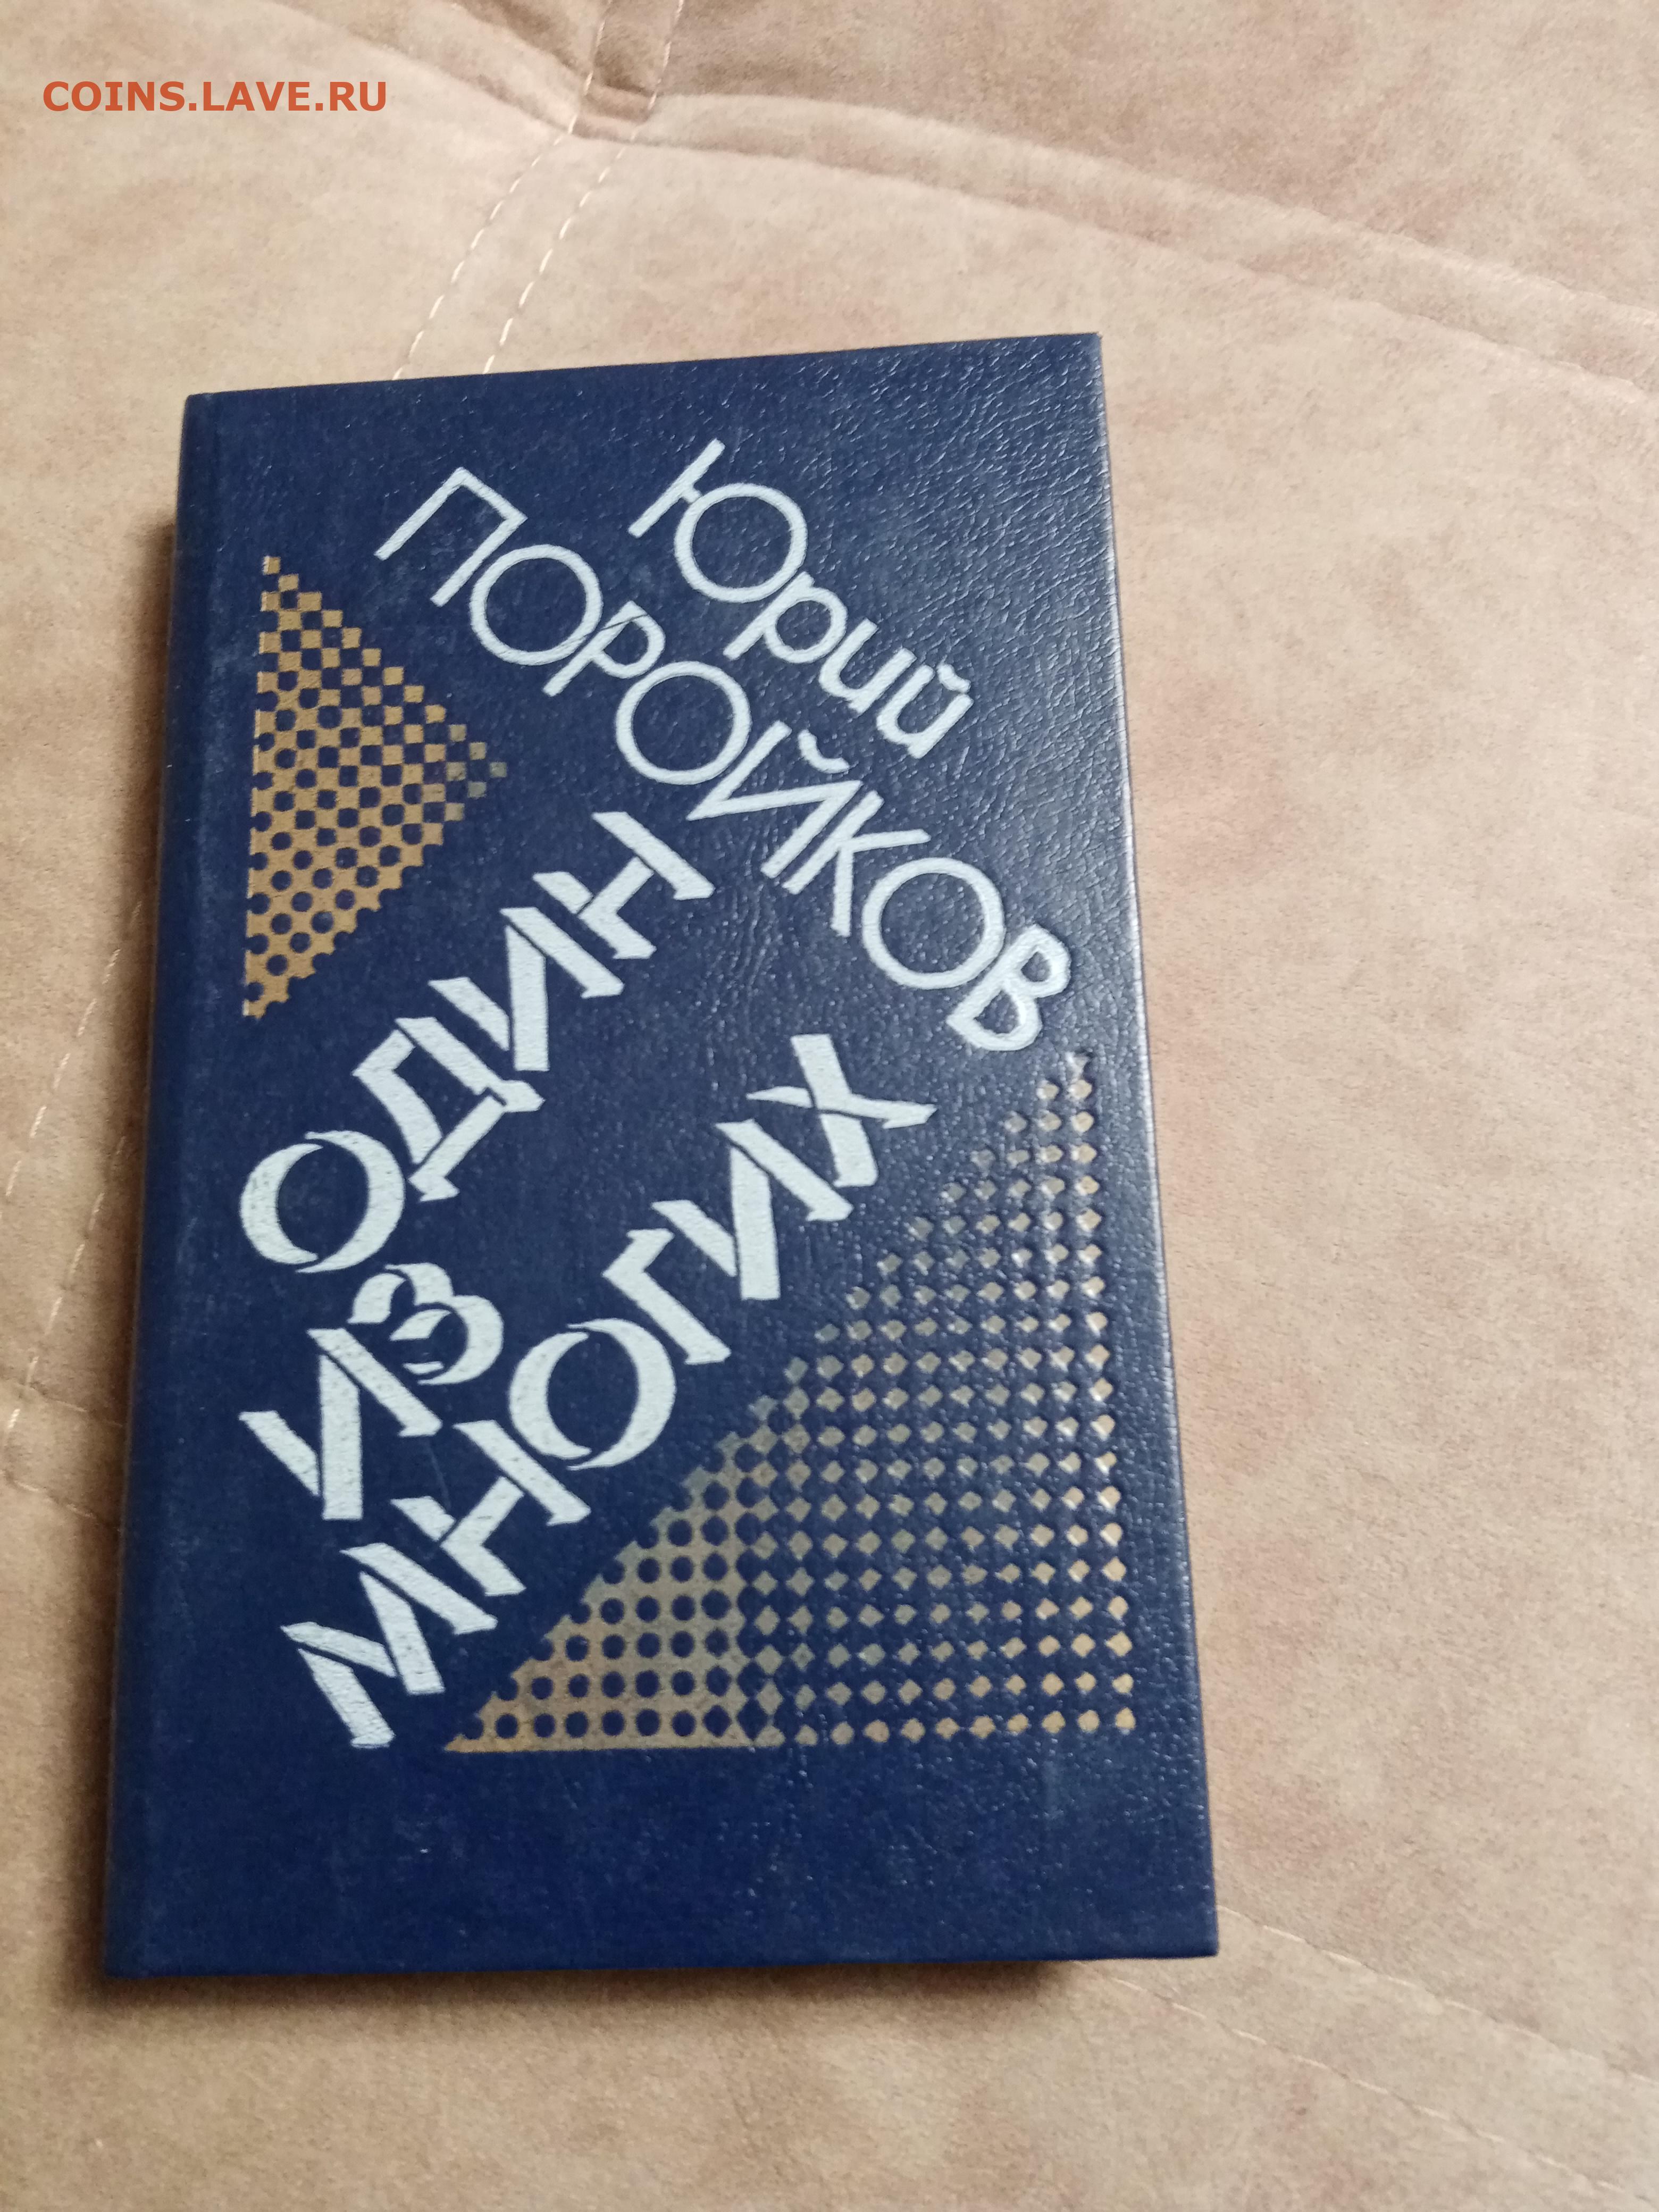 COINS.LAVE.RU
Юрий
ПОРОЙКОВ
ОДИН
ИЗ
МНОГИХ